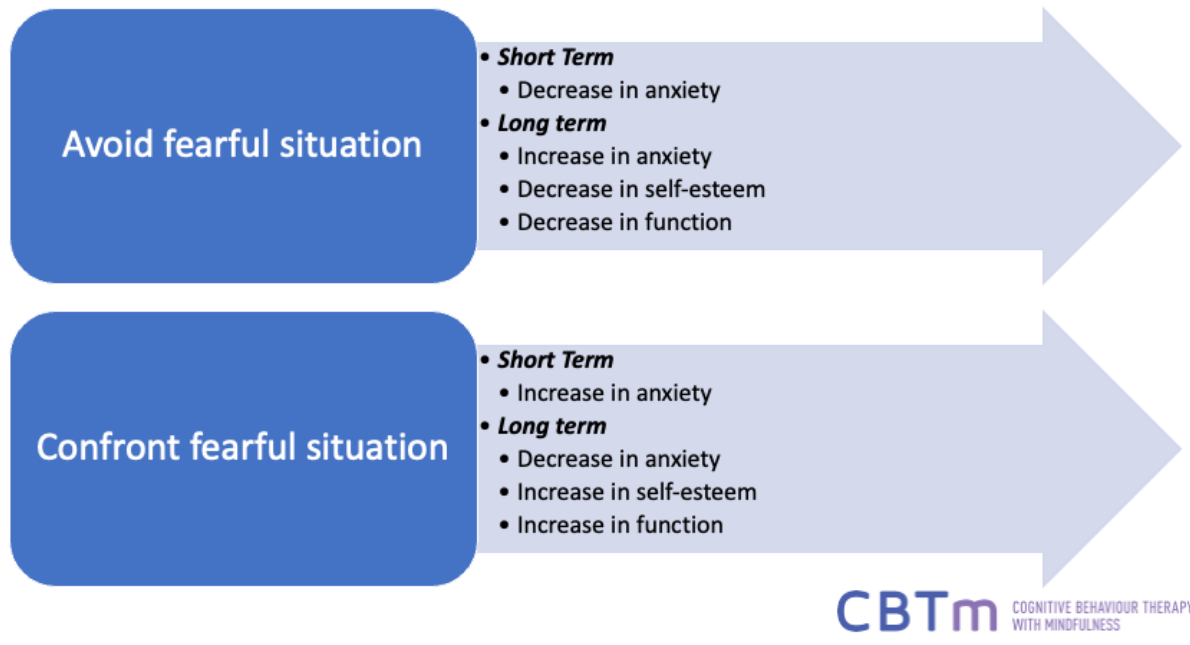 Avoid fearful situation
• Short Term
• Decrease in anxiety
• Long term
• Increase in anxiety
• Decrease in self-esteem
• Decrease in function
Confront fearful situation
• Short Term
• Increase in anxiety
• Long term
• Decrease in anxiety
• Increase in self-esteem
• Increase in function
CBTm
COGNITIVE BEHAVIOUR THERAPY
WITH MINDFULNESS